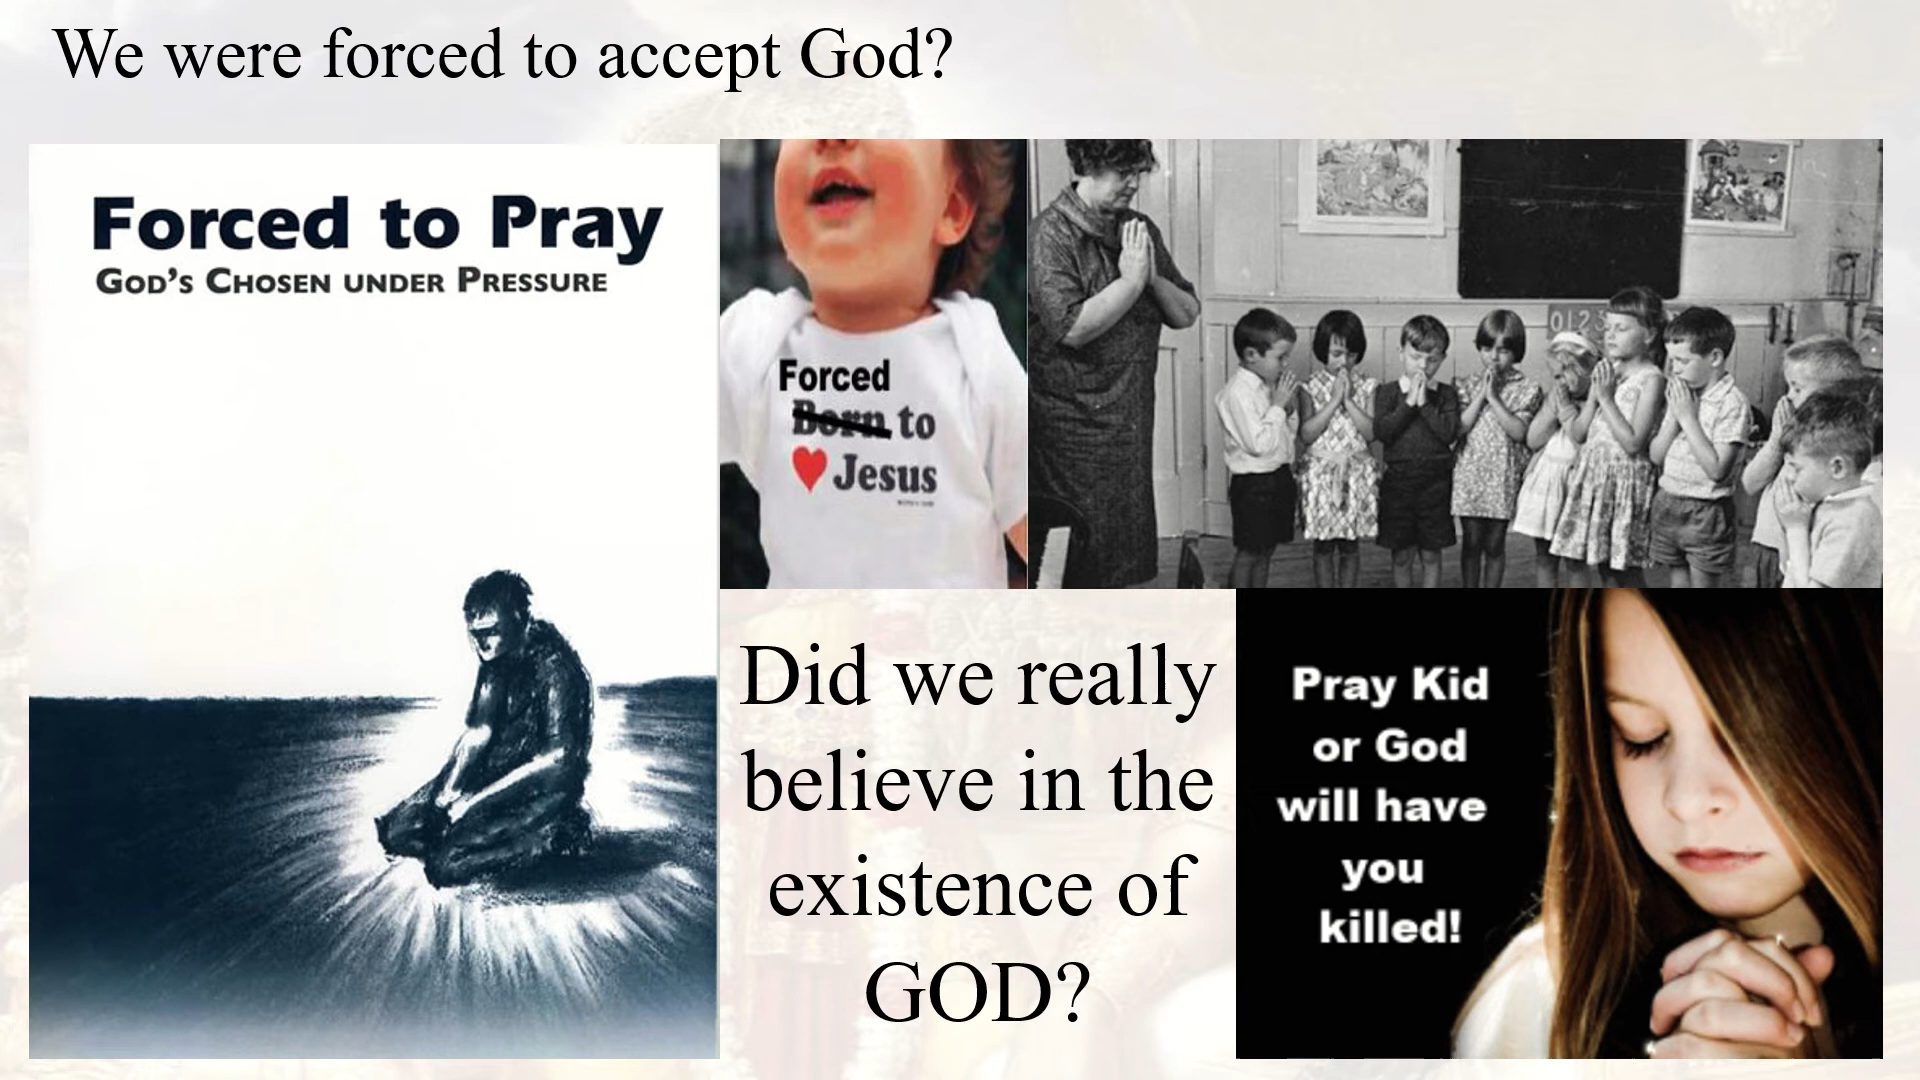 We were forced to accept God?
Forced to Pray
GOD'S CHOSEN UNDER PRESSURE
Forced
Born to
❤ Jesus
0123
Did we really
believe in the
existence of
GOD?
Pray Kid
or God
will have
you
killed!